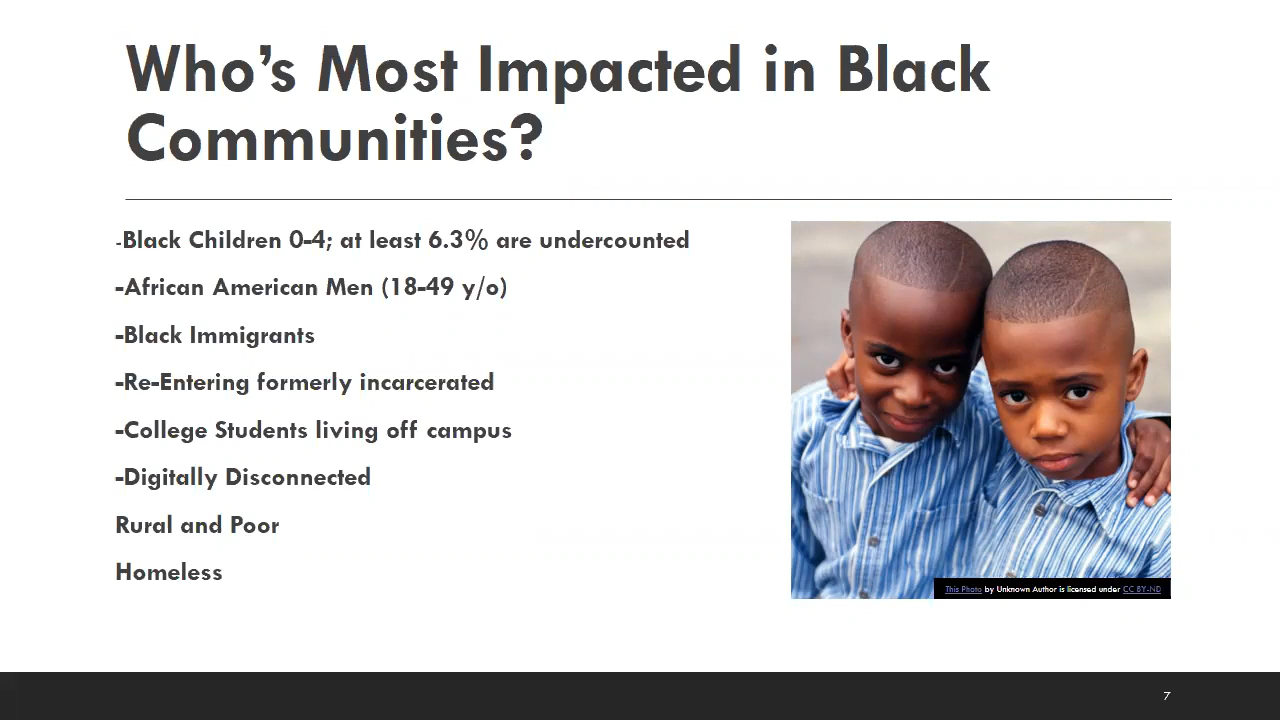 Who’s Most Impacted in Black
Communities?
-Black Children 0-4; at least 6.3% are undercounted
-African American Men (18-49 y/o)
-Black Immigrants
-Re-Entering formerly incarcerated
-College Students living off campus
-Digitally Disconnected
Rural and Poor
Homeless
This Photo by Unknown Author is licensed under CC BY-ND
7